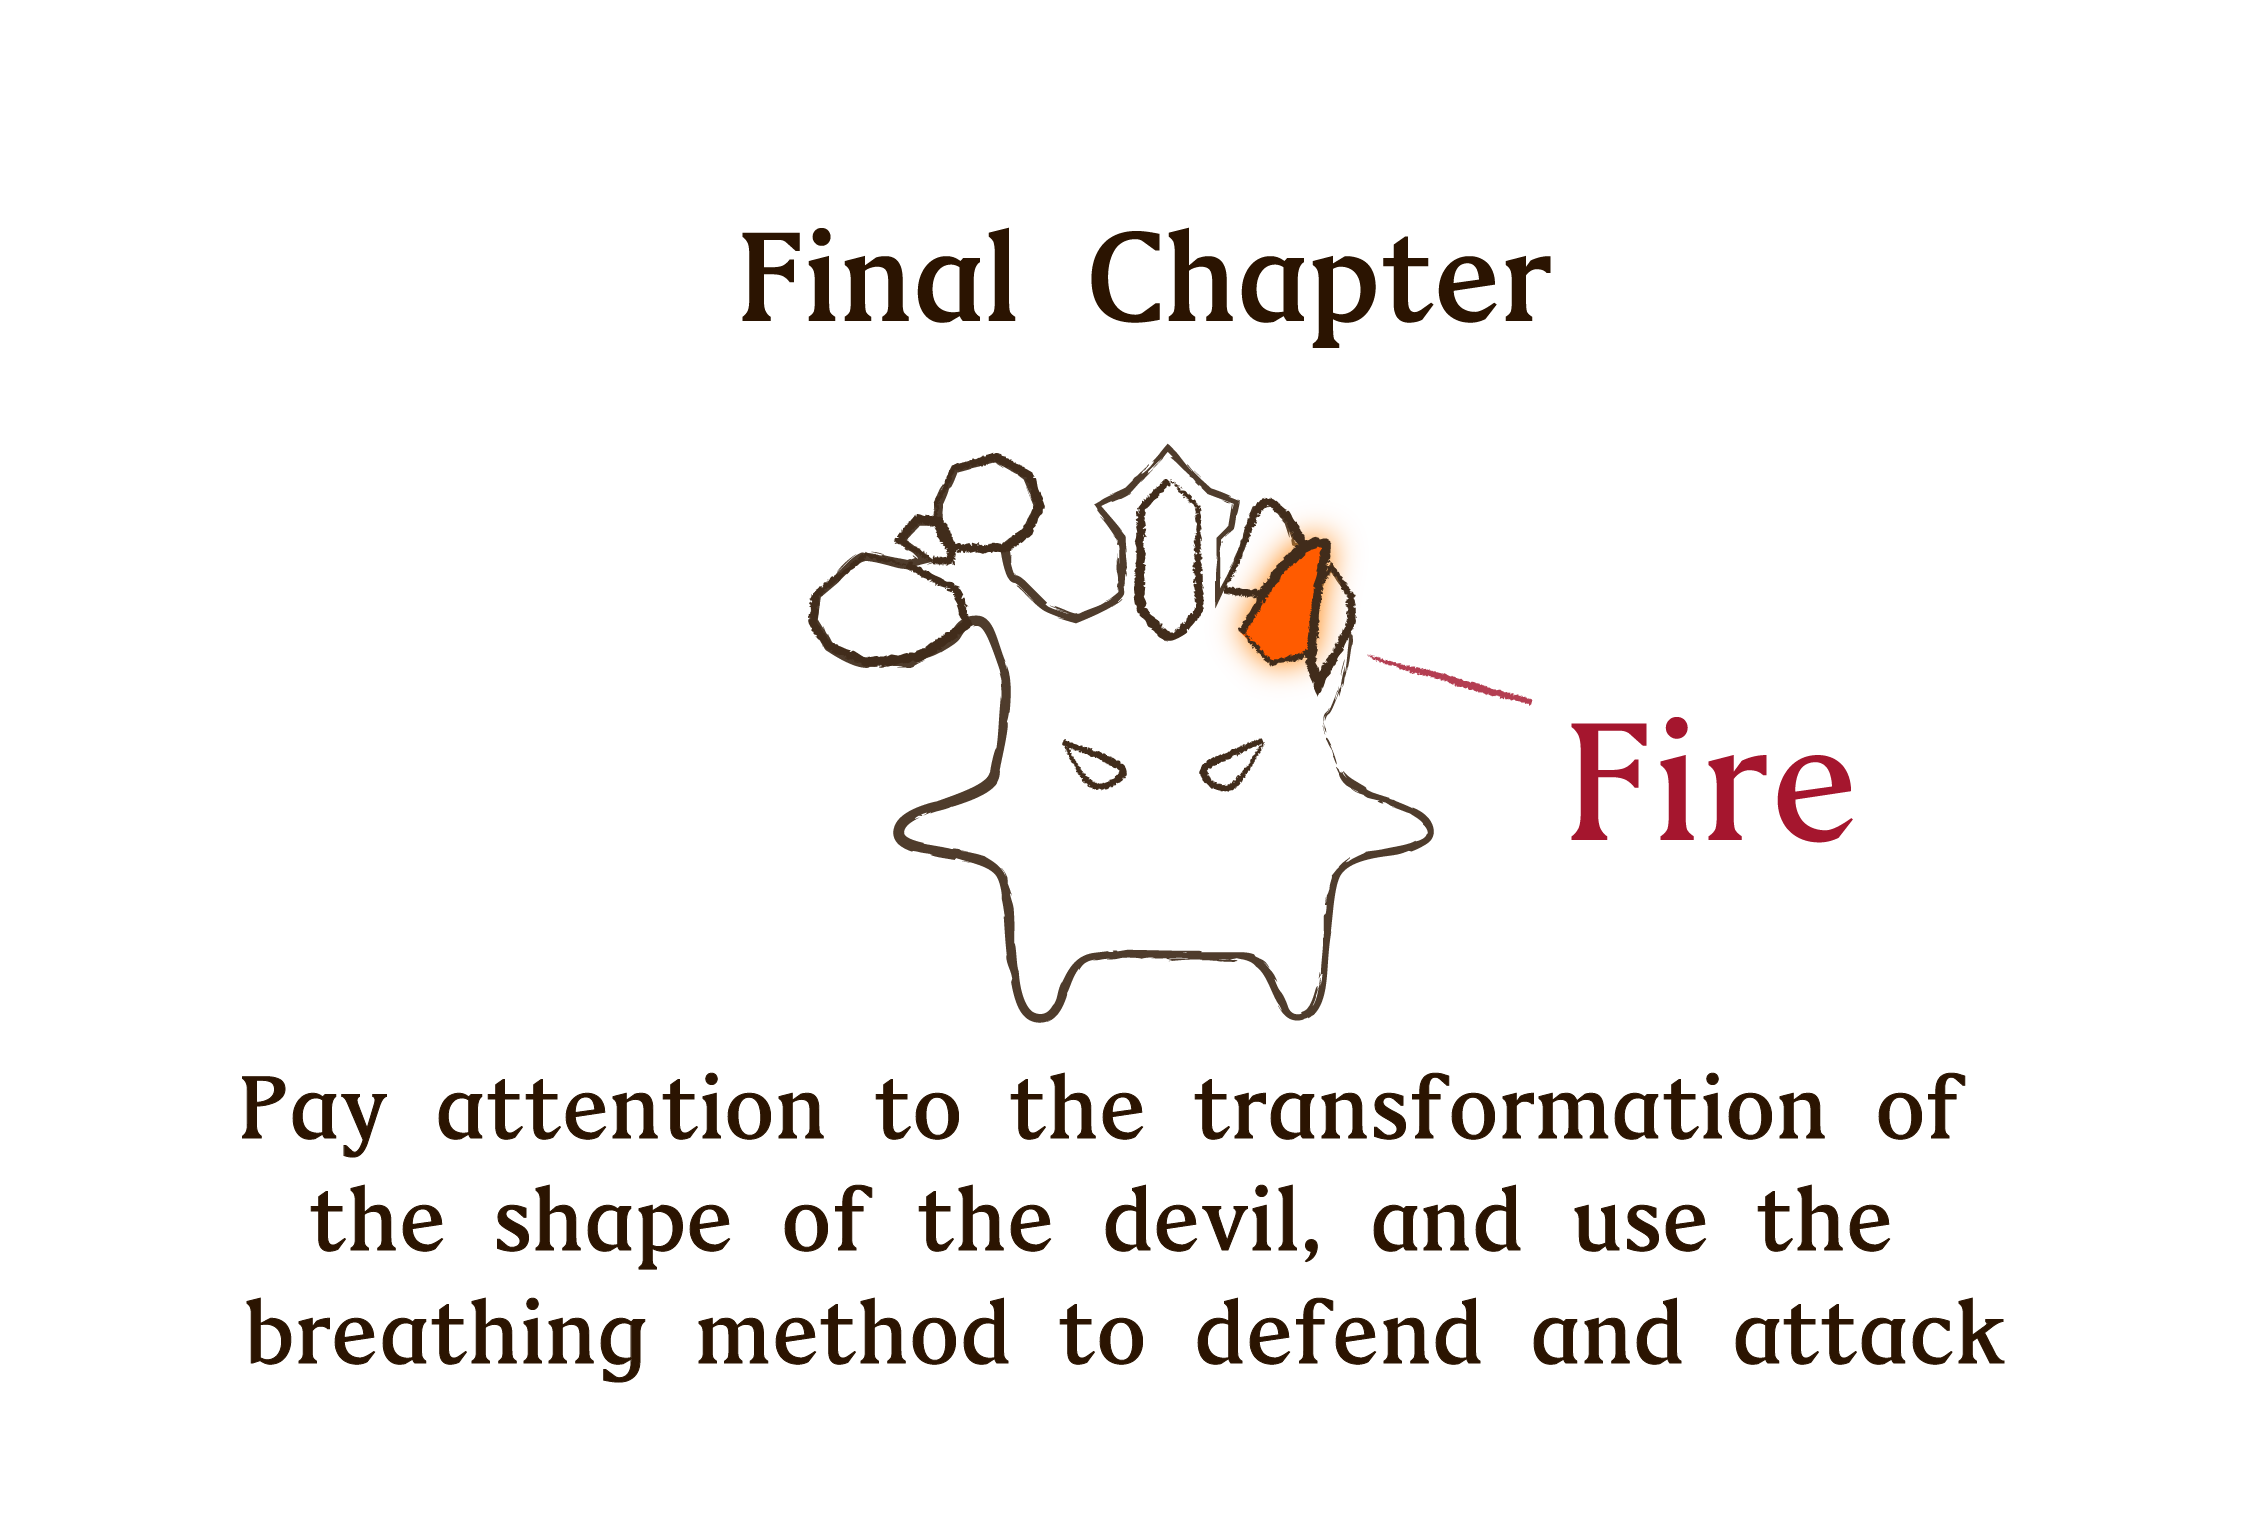 Final Chapter
Fire
Pay attention to the transformation of
the shape of the devil, and use the
breathing method to defend and attack